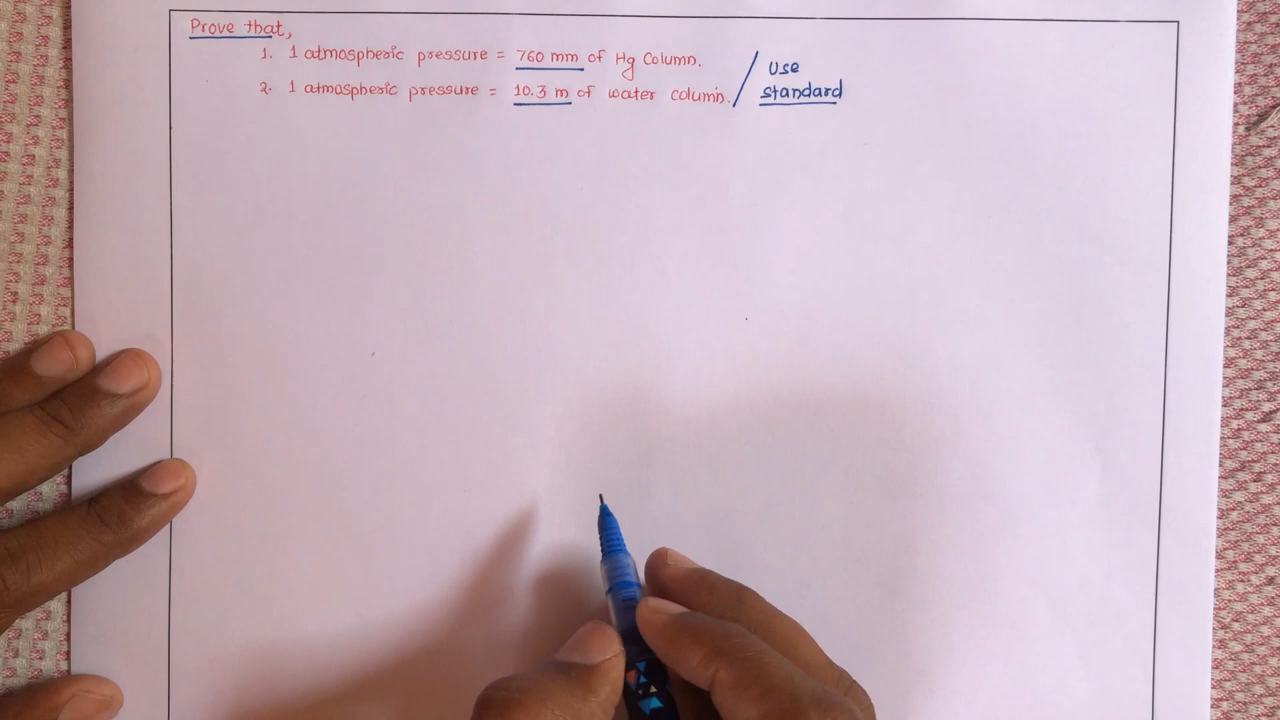 Prove that,
1. 1 atmospheric pressure = 760 mm of Hg Column.
2. 1 atmospheric pressure = 10.3 m of water column.
/ Use
standard